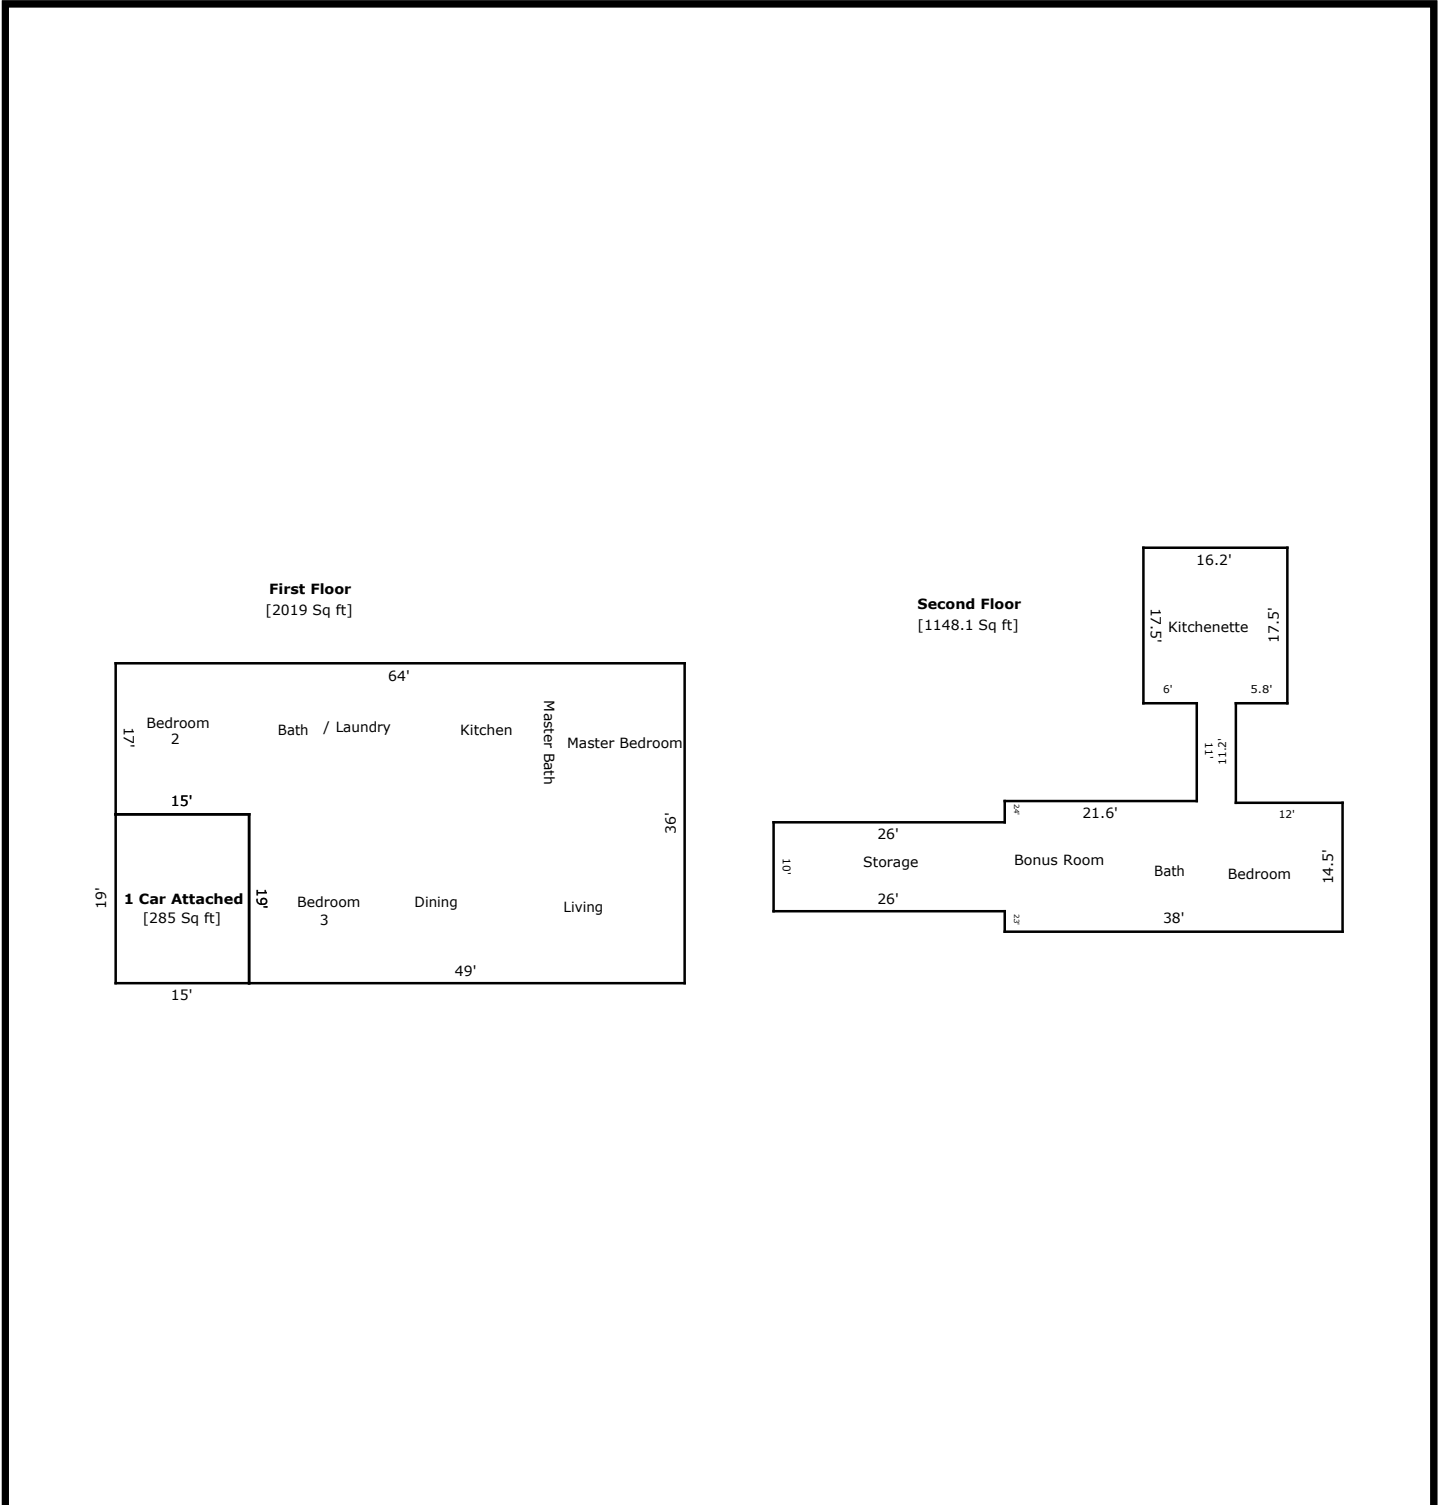 First Floor
[2019 Sq ft]
64'
17'
Bedroom
2
Bath / Laundry
Kitchen
Master Bath
Master Bedroom
15'
36'
19'
1 Car Attached
[285 Sq ft]
19'
Bedroom
3
Dining
Living
49'
15'
Second Floor
[1148.1 Sq ft]
16.2'
17.5'
Kitchenette
17.5'
6'
5.8'
11'
11.2'
21.6'
12'
26'
10'
Storage
Bonus Room
Bath
Bedroom
14.5'
26'
38'